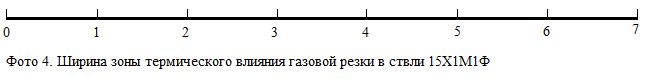 0 1 2 3 4 5 6 7
Фото 4. Ширина зоны термического влияния газовой резки в ствли 15Х1М1Ф